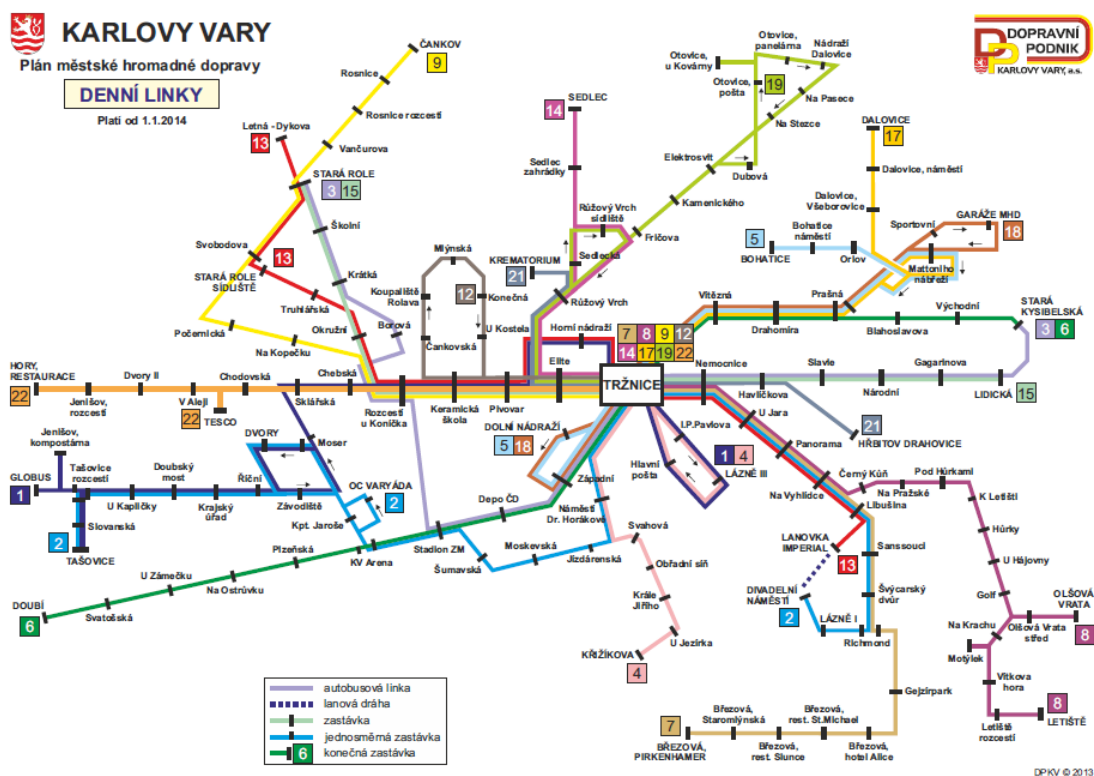 KARLOVY VARY
Plán městské hromadné dopravy
DENNÍ LINKY
Platí od 1.1.2014
DOPRAVNÍ
PODNIK
KARLOVY VARY, a.s.
ČANKOV
9
Rosnice
Rosnice rozcestí
Vančurova
Letná - Dykova
13
STARÁ ROLE
3 15
Školní
Svobodova
13
STARÁ ROLE
SÍDLIŠTĚ
Krátká
Truhlářská
Borová
Okružní
Počernická
Na Kopečku
Mlýnská
Koupaliště
Rolava
12
Konečná
Čankovská
SEDLEC
14
Sedlec
zahrádky
Růžový Vrch
sídliště
Sedlecká
KREMATORIUM
21
Růžový Vrch
U Kostela
Horní nádraží
Otovice,
u Kovárny
Otovice,
panelárna
Nádraží
Dalovice
Otovice,
pošta
19
Na Pasece
Na Stezce
Elektrosvit
Dubová
Kamenického
Fričova
DALOVICE
17
Dalovice, náměstí
Dalovice,
Všeborovice
Sportovní
GARÁŽE MHD
18
5
BOHATICE
Bohatice
náměstí
Orlov
Mattoniho
nábřeží
Vítězná
Prašná
Drahomíra
Východní
Blahoslavova
STARÁ
KYSIBELSKÁ
3 6
7 8 9 12
14 17 19 22
TRŽNICE
Nemocnice
Slavie
Gagarinova
Havlíčkova
Národní
LIDICKÁ 15
21
HŘBITOV DRAHOVICE
HORY,
RESTAURACE
22
Jenišov,
rozcestí
Dvory II
V Aleji
22
TESCO
Chodovská
Sklářská
Chebská
Rozcestí
u Koníčka
Keramická
škola
Pivovar
Elite
Jenišov,
kompostárna
GLOBUS
1
Tašovice
rozcestí
Slovanská
2
TAŠOVICE
U Kapličky
Doubský
most
Krajský
úřad
Říční
DVORY
Moser
Závodiště
OC VARYÁDA
2
Kpt. Jaroše
KV Arena
Stadion ZM
Depo ČD
DOLNÍ NÁDRAŽÍ
5 18
Západní
Náměstí
Dr. Horákové
Hlavní
pošta
I.P.Pavlova
1 4
LÁZNĚ III
U Jara
Panorama
Na Vyhlídce
Libušina
Černý Kůň
Na Pražské
Pod Hůrkami
K Letišti
Hůrky
U Hájovny
Golf
OLŠOVÁ
VRATA
8
Olšová Vrata
střed
Na Krachu
Motýlek
Vítkova
hora
Letiště
rozcestí
8
LETIŠTĚ
LANOVKA
IMPERIAL
13
DIVADELNÍ
NÁMĚSTÍ
2
LÁZNĚ I
Sanssouci
Švýcarský
dvůr
Richmond
Gejzírpark
Plzeňská
U Zámečku
Na Ostrůvku
Svatošská
DOUBÍ
6
Šumavská
Moskevská
Jízdárenská
Svahová
Obřadní síň
Krále
Jiřího
U Jezírka
KŘIŽÍKOVA
4
7
BŘEZOVÁ,
PIRKENHAMER
Březová,
Staromlýnská
Březová,
rest. Slunce
Březová,
rest. St.Michael
Březová,
hotel Alice
autobusová linka
lanová dráha
zastávka
jednosměrná zastávka
6 konečná zastávka
DPKV © 2013